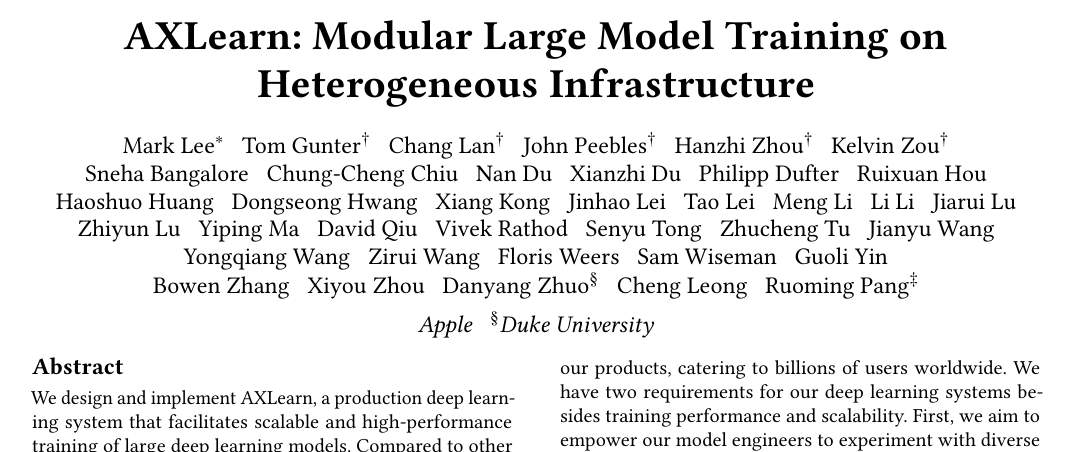 AXLearn: Modular Large Model Training on
Heterogeneous Infrastructure
Mark Lee* Tom Gunter† Chang Lan† John Peebles† Hanzhi Zhou† Kelvin Zou†
Sneha Bangalore Chung-Cheng Chiu Nan Du Xianzhi Du Philipp Dufter Ruixuan Hou
Haoshuo Huang Dongseong Hwang Xiang Kong Jinhao Lei Tao Lei Meng Li Li Li Jiarui Lu
Zhiyun Lu Yiping Ma David Qiu Vivek Rathod Senyu Tong Zhucheng Tu Jianyu Wang
Yongqiang Wang Zirui Wang Floris Weers Sam Wiseman Guoli Yin
Bowen Zhang Xiyou Zhou Danyang Zhuo§ Cheng Leong Ruoming Pang‡
Apple §Duke University
Abstract
We design and implement AXLearn, a production deep learn-
ing system that facilitates scalable and high-performance
training of large deep learning models. Compared to other
our products, catering to billions of users worldwide. We
have two requirements for our deep learning systems be-
sides training performance and scalability. First, we aim to
empower our model engineers to experiment with diverse